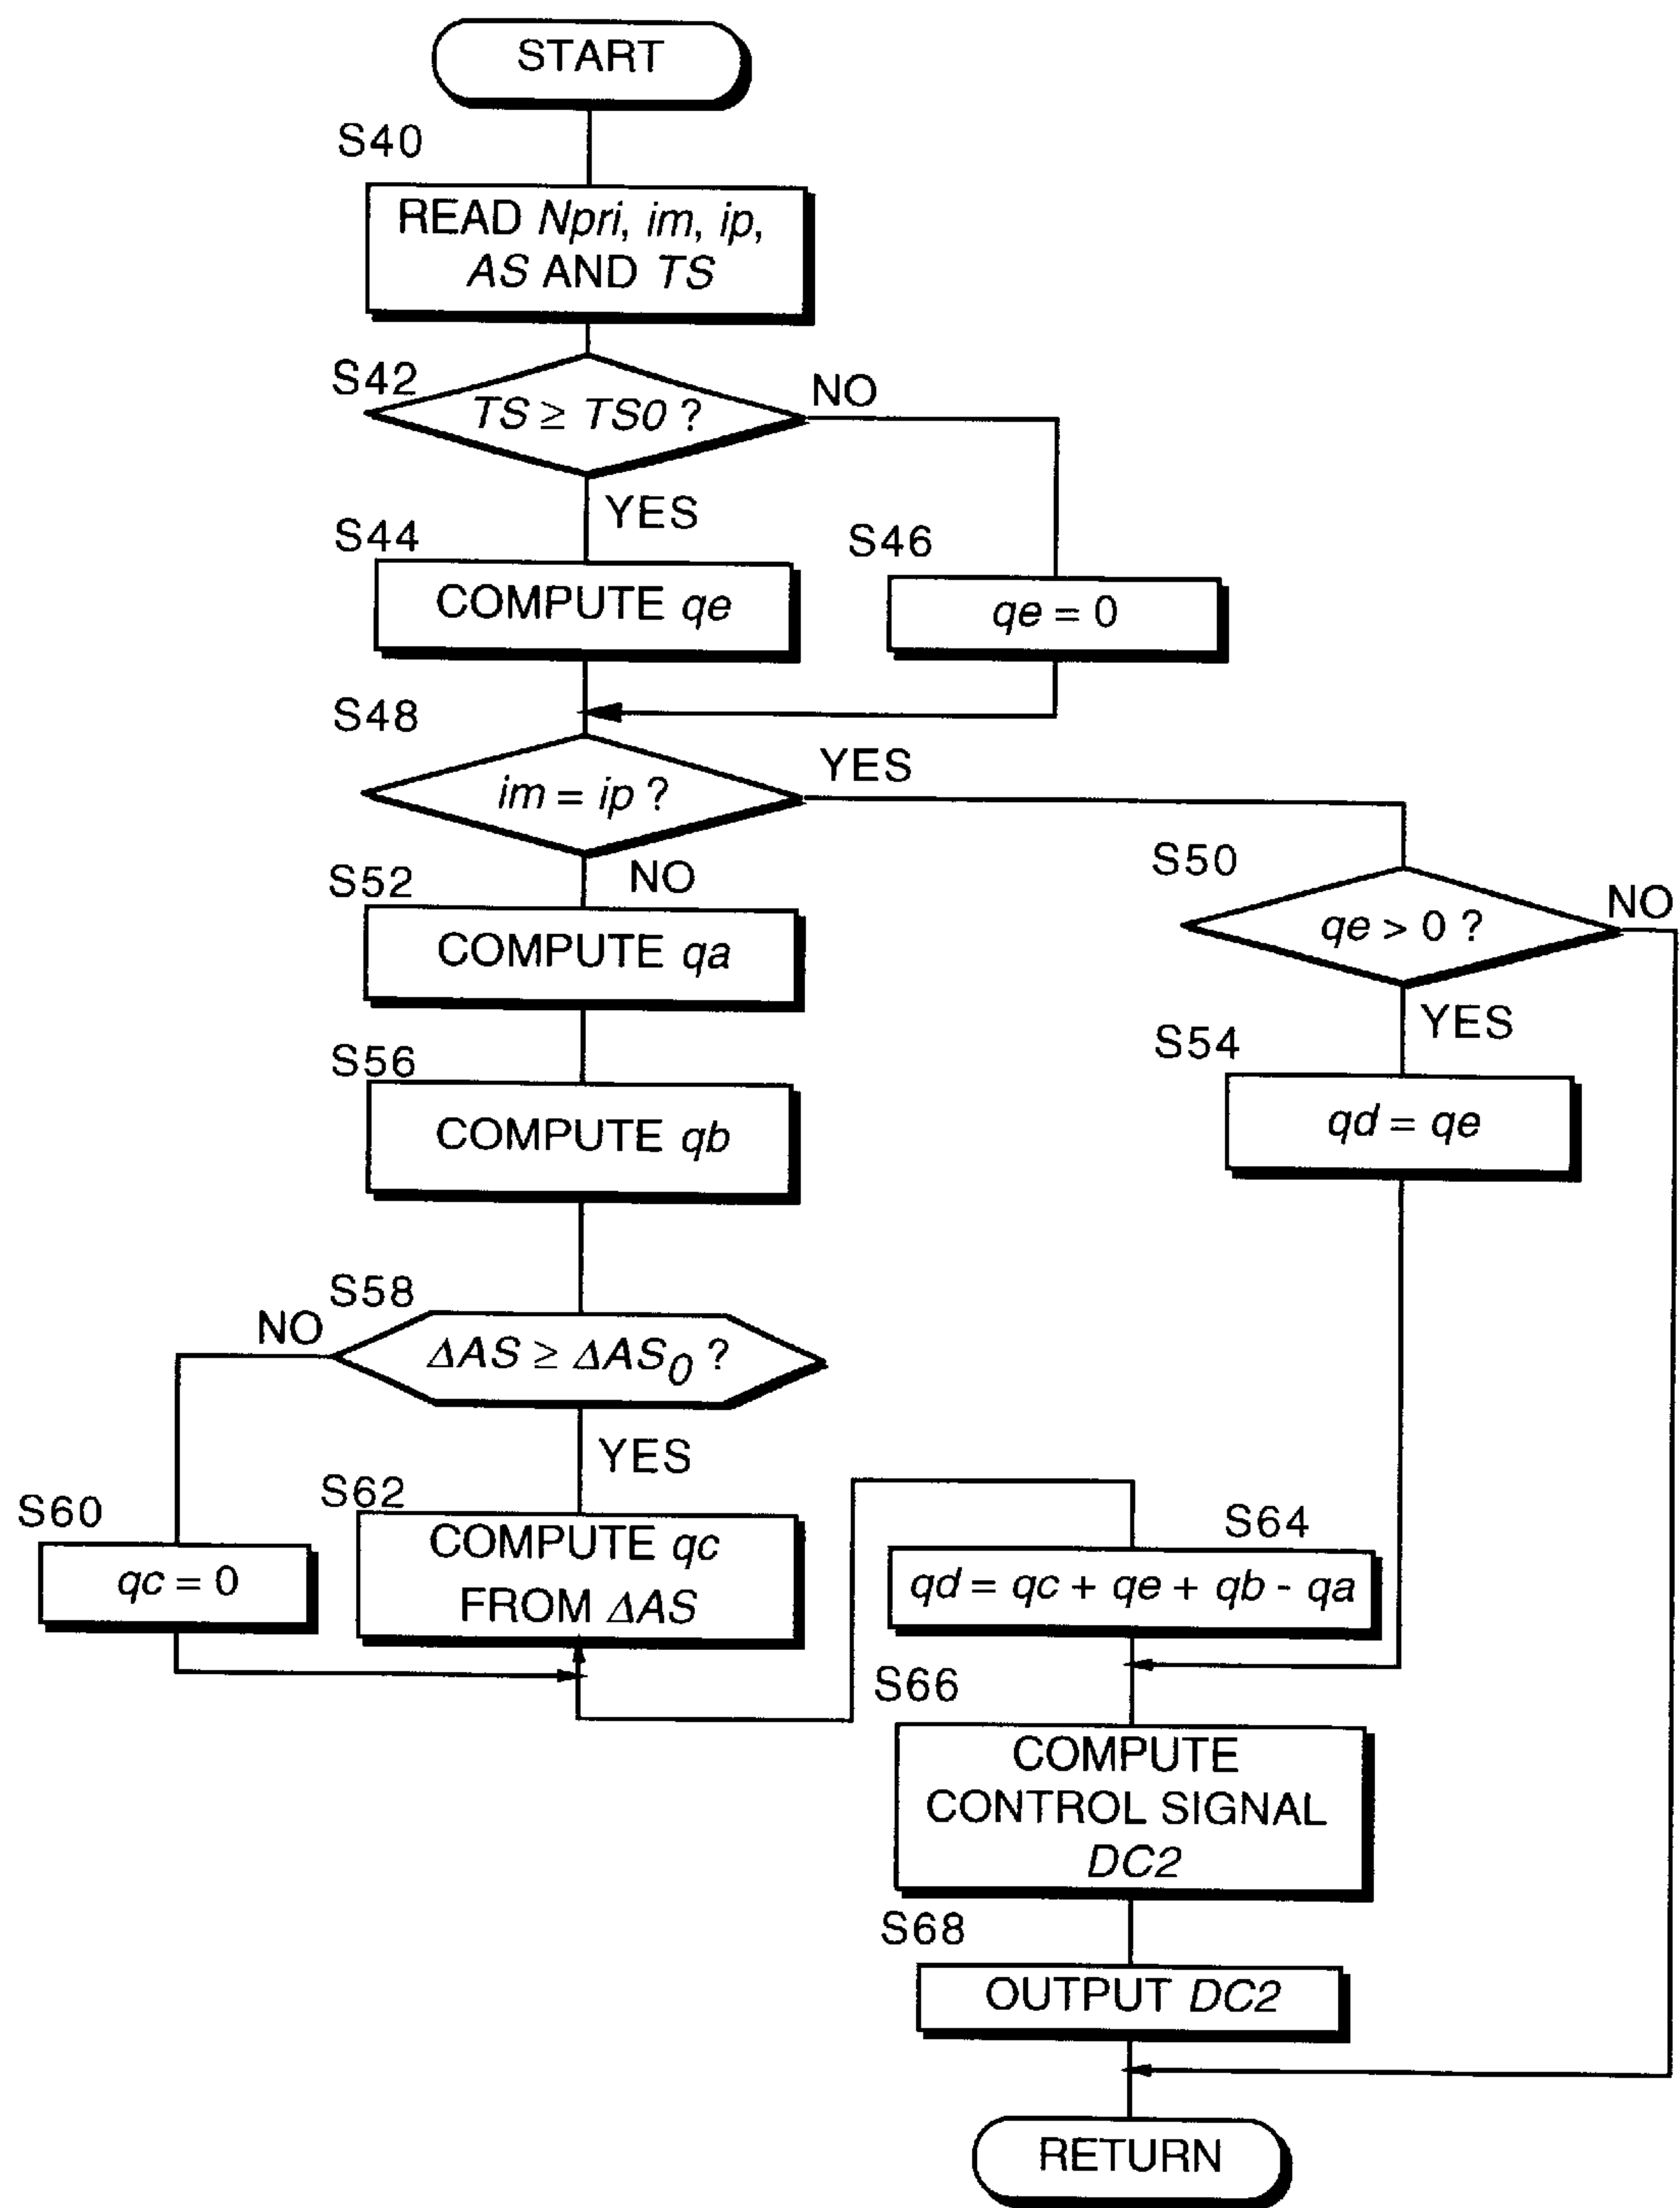 START
S40
READ Npri, im, ip,
AS AND TS
S42
TS ≥ TS0 ?
NO
YES
S44
COMPUTE qe
S46
qe = 0
S48
im = ip ?
YES
NO
S50
qe > 0 ?
NO
YES
S52
COMPUTE qa
S54
qd = qe
S56
COMPUTE qb
S58
ΔAS ≥ ΔAS₀ ?
NO
YES
S60
qc = 0
S62
COMPUTE qc
FROM ΔAS
S64
qd = qc + qe + qb - qa
S66
COMPUTE
CONTROL SIGNAL
DC2
S68
OUTPUT DC2
RETURN